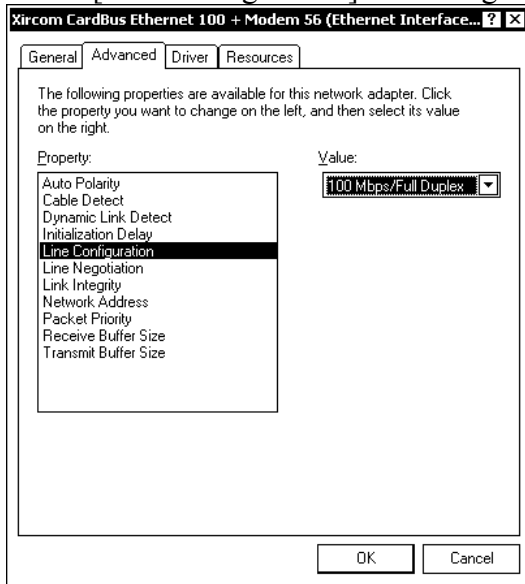 Xircom CardBus Ethernet 100 + Modem 56 (Ethernet Interface... ? X
General Advanced Driver Resources
The following properties are available for this network adapter. Click
the property you want to change on the left, and then select its value
on the right.
Property: Value:
Auto Polarity 100 Mbps/Full Duplex
Cable Detect
Dynamic Link Detect
Initialization Delay
Line Configuration
Line Negotiation
Link Integrity
Network Address
Packet Priority
Receive Buffer Size
Transmit Buffer Size
OK Cancel